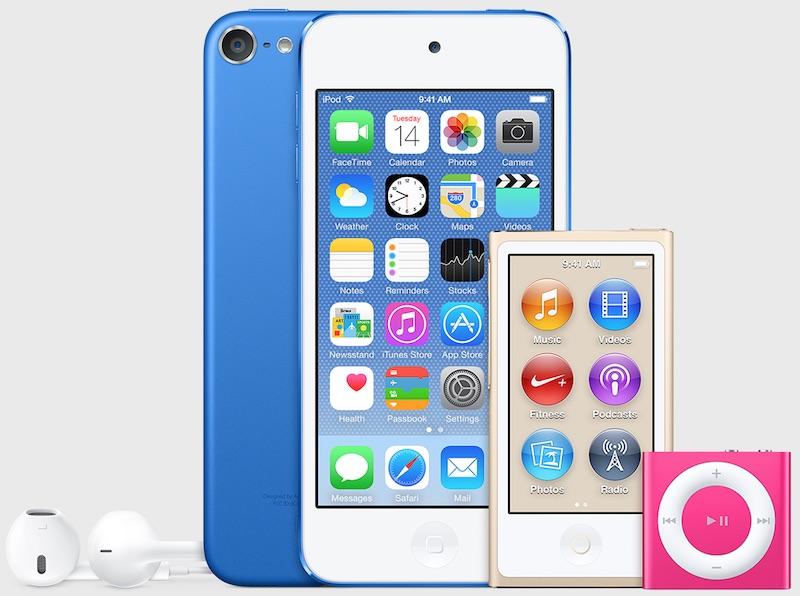 iPod 9:41 AM
Tuesday
14
FaceTime Calendar Photos Camera
280
Weather Clock Maps Videos
Notes Reminders Stocks
Newsstand iTunes Store App Store
Health Passbook Settings
Messages Safari Mail
9:41 AM
Music Videos
Fitness Podcasts
Photos Radio